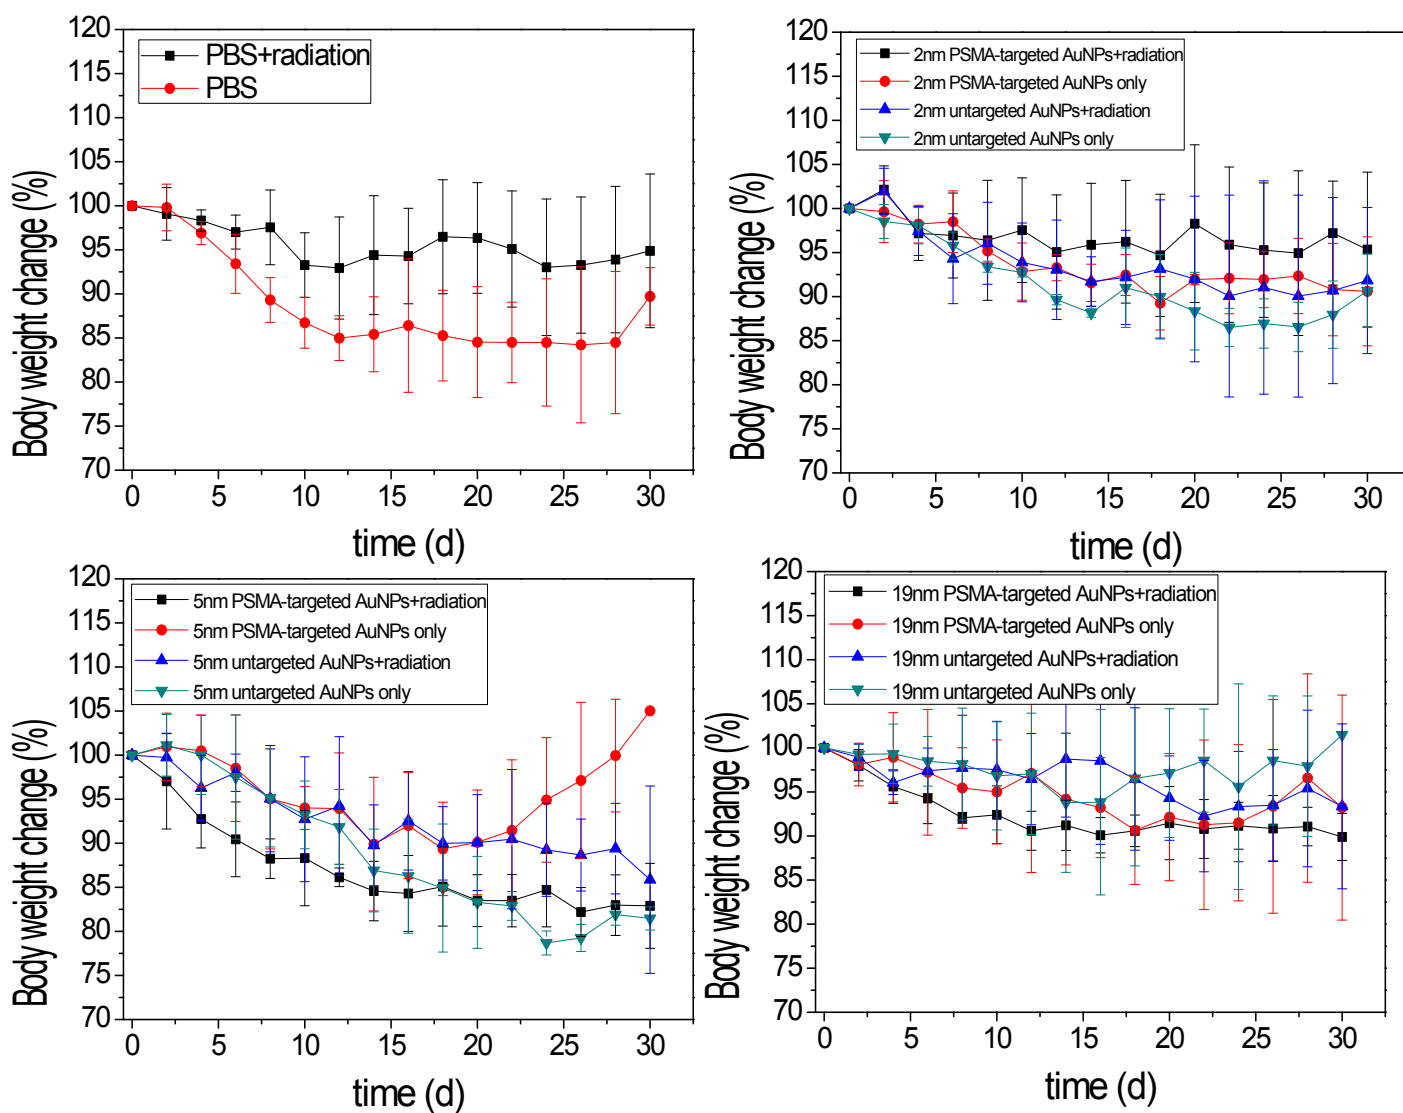 120
115
110
105
100
95
90
85
80
75
70
Body weight change (%)
PBS+radiation
PBS
0 5 10 15 20 25 30
time (d)
120
115
110
105
100
95
90
85
80
75
70
Body weight change (%)
2nm PSMA-targeted AuNPs+radiation
2nm PSMA-targeted AuNPs only
2nm untargeted AuNPs+radiation
2nm untargeted AuNPs only
0 5 10 15 20 25 30
time (d)
120
115
110
105
100
95
90
85
80
75
70
Body weight change (%)
5nm PSMA-targeted AuNPs+radiation
5nm PSMA-targeted AuNPs only
5nm untargeted AuNPs+radiation
5nm untargeted AuNPs only
0 5 10 15 20 25 30
time (d)
120
115
110
105
100
95
90
85
80
75
70
Body weight change (%)
19nm PSMA-targeted AuNPs+radiation
19nm PSMA-targeted AuNPs only
19nm untargeted AuNPs+radiation
19nm untargeted AuNPs only
0 5 10 15 20 25 30
time (d)